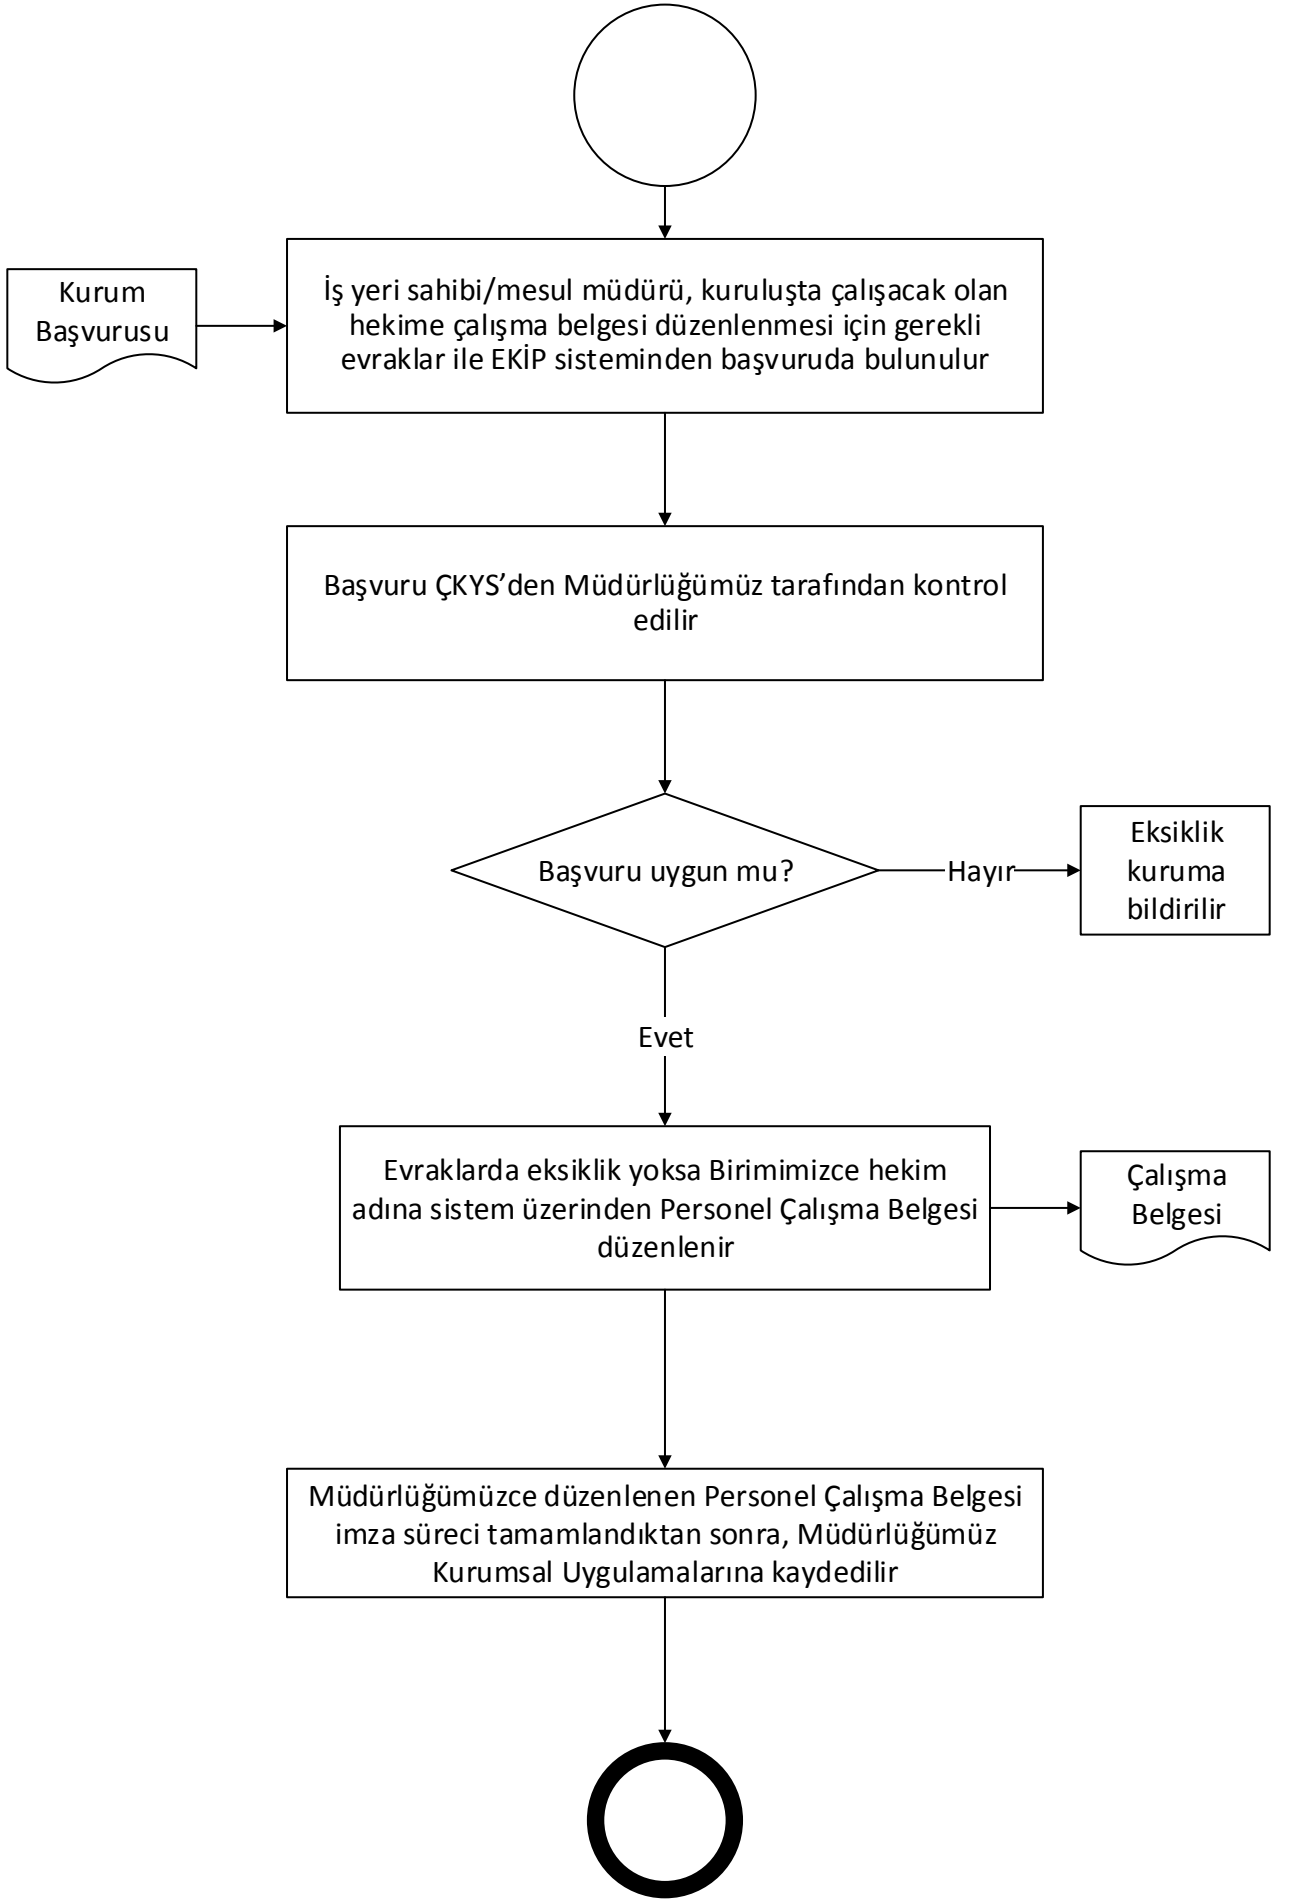 Kurum
Başvurusu
İş yeri sahibi/mesul müdürü, kuruluşta çalışacak olan
hekime çalışma belgesi düzenlenmesi için gerekli
evraklar ile EKİP sisteminden başvuruda bulunulur
Başvuru ÇKYS’den Müdürlüğümüz tarafından kontrol
edilir
Başvuru uygun mu?
Hayır
Eksiklik
kuruma
bildirilir
Evet
Evraklarda eksiklik yoksa Birimimizce hekim
adına sistem üzerinden Personel Çalışma Belgesi
düzenlenir
Çalışma
Belgesi
Müdürlüğümüzce düzenlenen Personel Çalışma Belgesi
imza süreci tamamlandıktan sonra, Müdürlüğümüz
Kurumsal Uygulamalarına kaydedilir